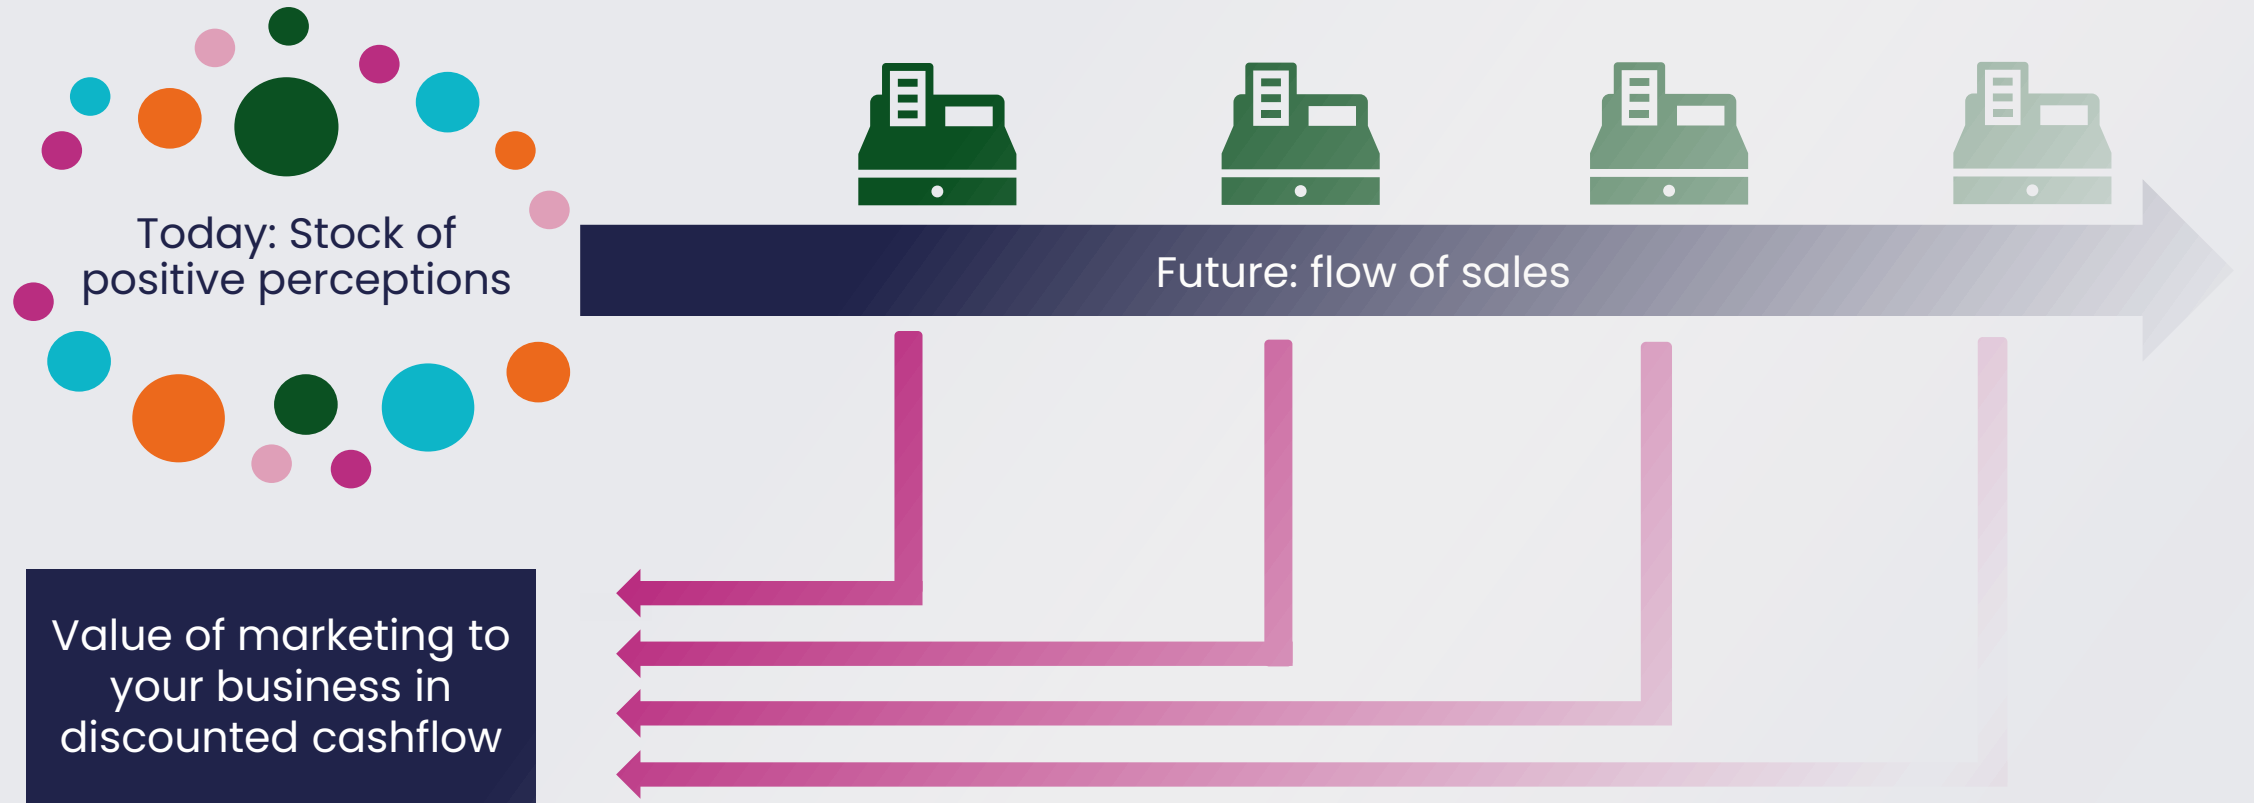 Today: Stock of
positive perceptions
Future: flow of sales
Value of marketing to
your business in
discounted cashflow